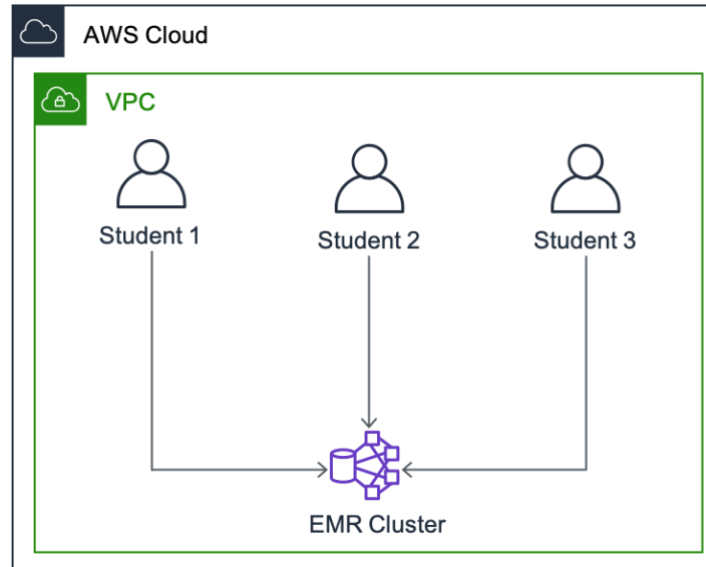 AWS Cloud
VPC
Student 1
Student 2
Student 3
EMR Cluster